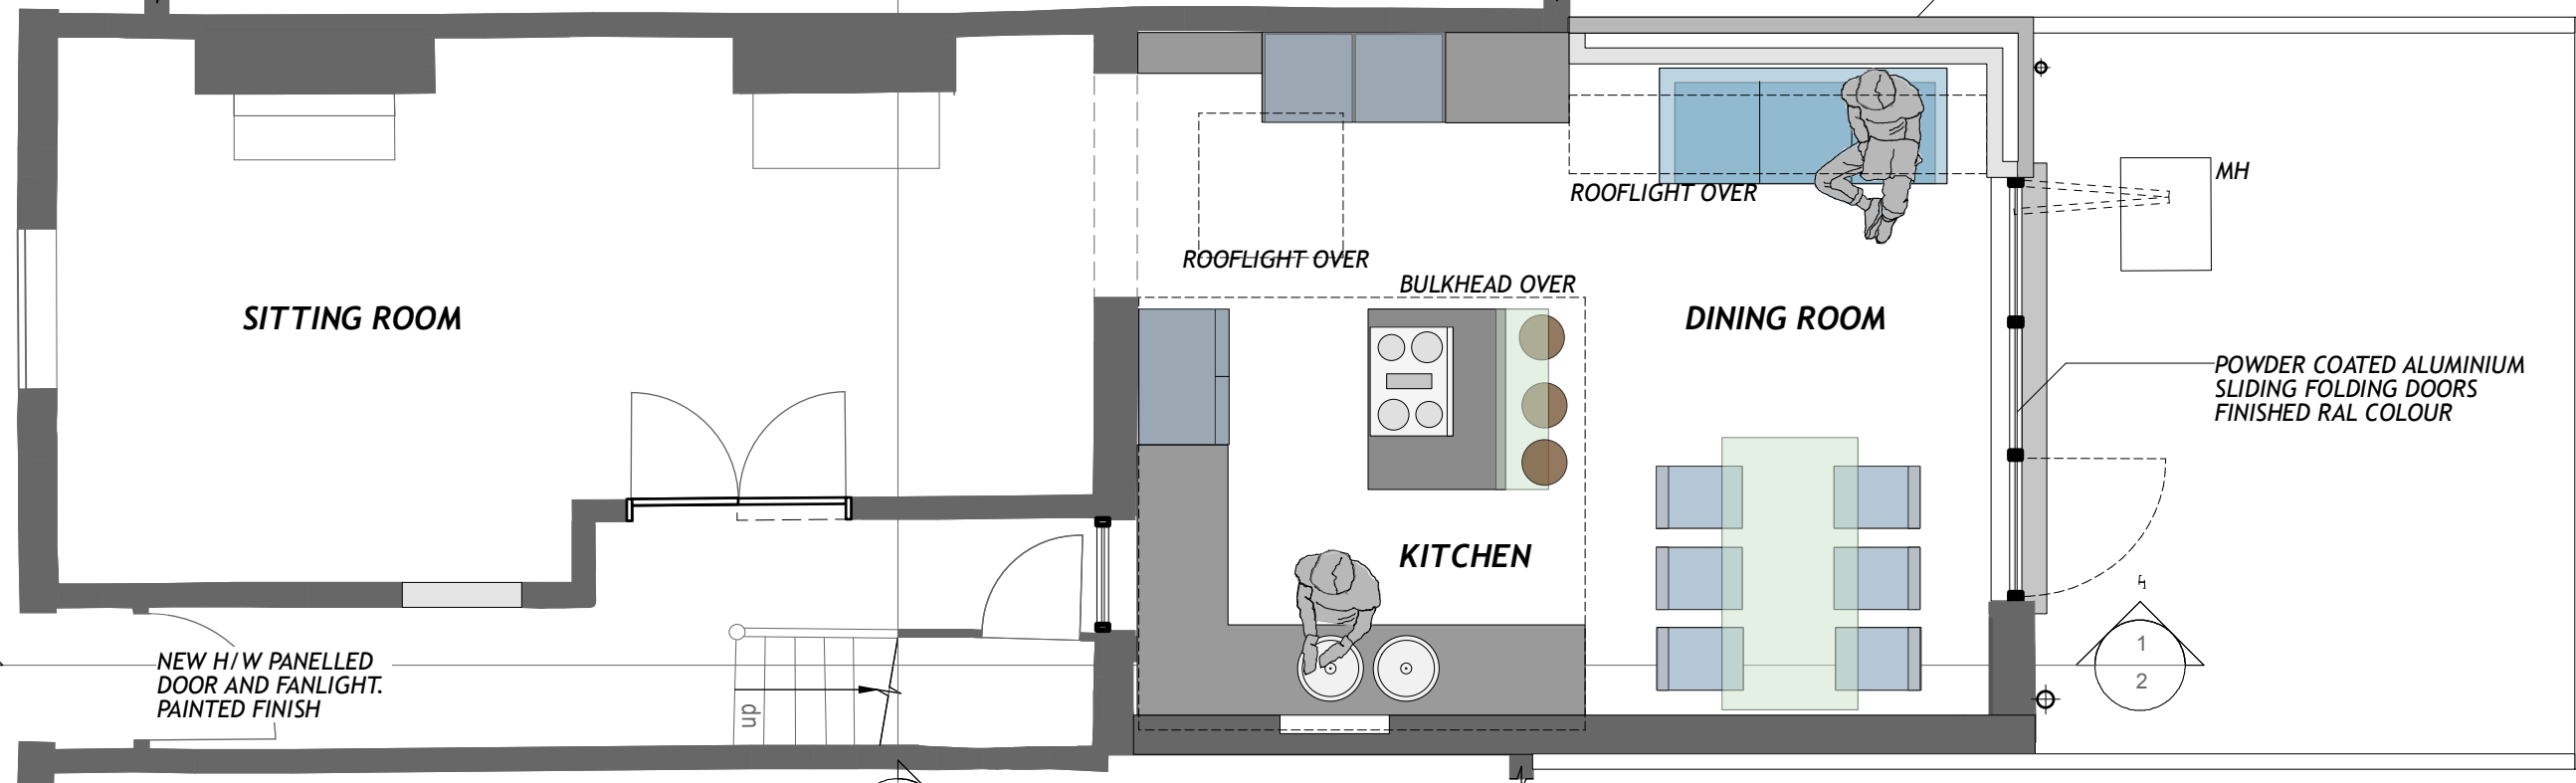 MH
ROOFLIGHT OVER
ROOFLIGHT OVER
BULKHEAD OVER
SITTING ROOM
DINING ROOM
POWDER COATED ALUMINIUM
SLIDING FOLDING DOORS
FINISHED RAL COLOUR
KITCHEN
NEW H/W PANELLED
DOOR AND FANLIGHT.
PAINTED FINISH
up
1
2